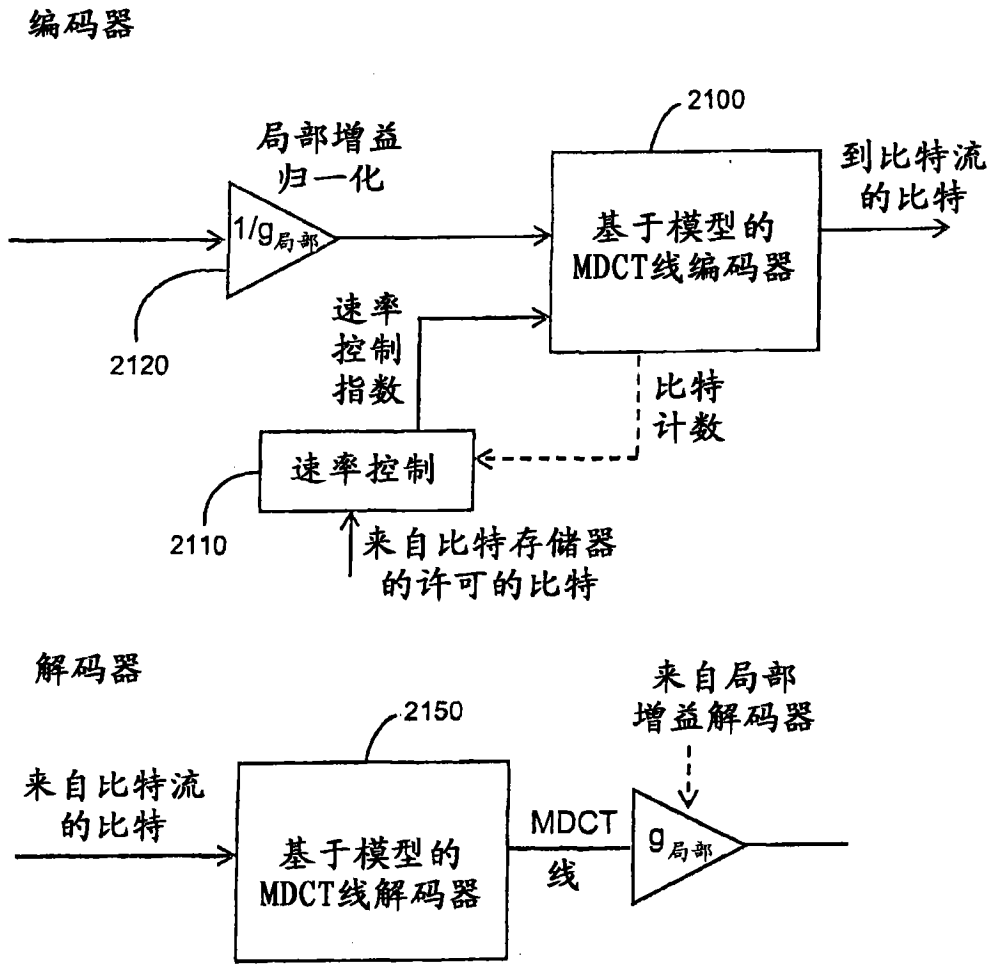 编码器
2100
局部增益
归一化
到比特流
的比特
1/g局部
基于模型的
MDCT线编码器
2120
速率
控制
指数
比特
计数
速率控制
2110
来自比特存储器
的许可的比特
解码器
来自局部
增益解码器
2150
来自比特流
的比特
MDCT
线
g局部
基于模型的
MDCT线解码器